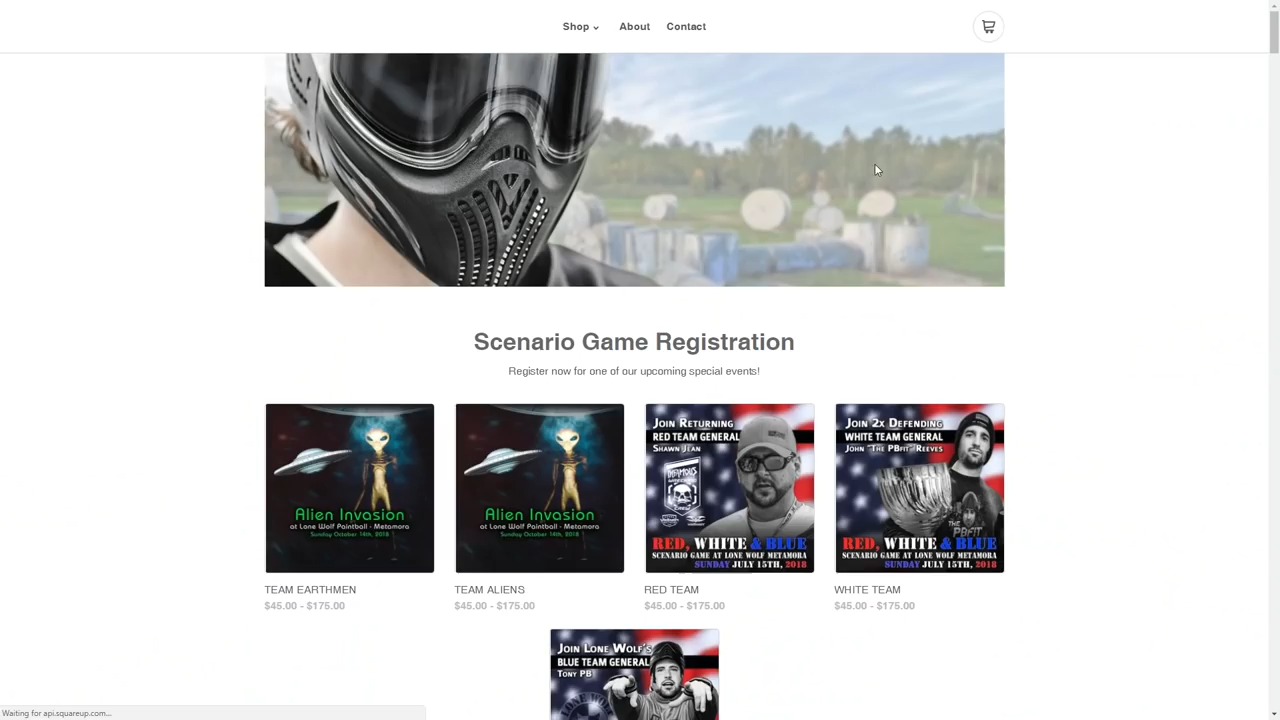 Shop
About
Contact
Scenario Game Registration
Register now for one of our upcoming special events!
Alien Invasion
at Lone Wolf Paintball - Metamora
Sunday October 14th, 2018
Alien Invasion
at Lone Wolf Paintball - Metamora
Sunday October 14th, 2018
Join Returning
Red Team General
Shawn Jean
INFAMOUS
RED, WHITE & BLUE
SCENARIO GAME AT LONE WOLF METAMORA
SUNDAY JULY 15TH, 2018
Join 2x Defending
White Team General
John "The PBfit" Reeves
THE
PBFIT
RED, WHITE & BLUE
SCENARIO GAME AT LONE WOLF METAMORA
SUNDAY JULY 15TH, 2018
TEAM EARTHMEN
$45.00 - $175.00
TEAM ALIENS
$45.00 - $175.00
RED TEAM
$45.00 - $175.00
WHITE TEAM
$45.00 - $175.00
Join Lone Wolf's
Blue Team General
Tony PB
Waiting for api.squareup.com...